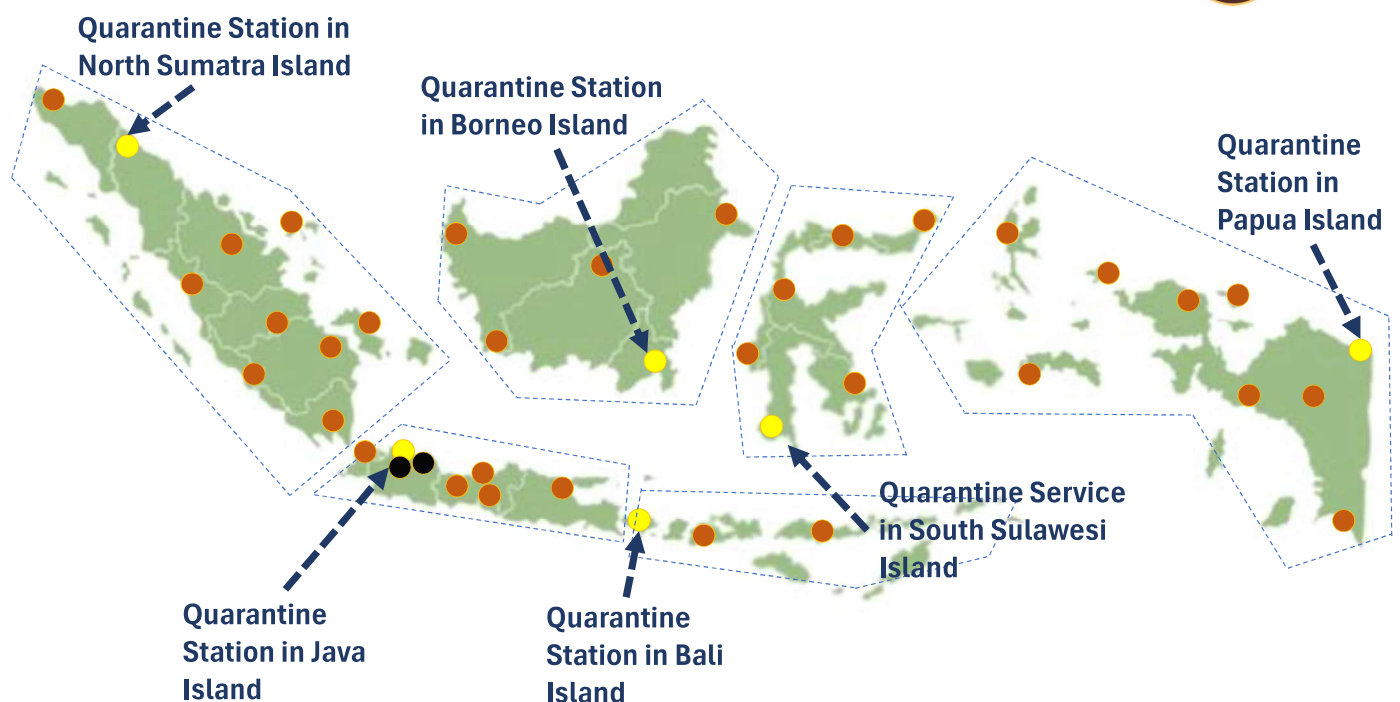 Quarantine Station in
North Sumatra Island
Quarantine Station
in Borneo Island
Quarantine
Station in
Papua Island
Quarantine Service
in South Sulawesi
Island
Quarantine
Station in Java
Island
Quarantine
Station in Bali
Island